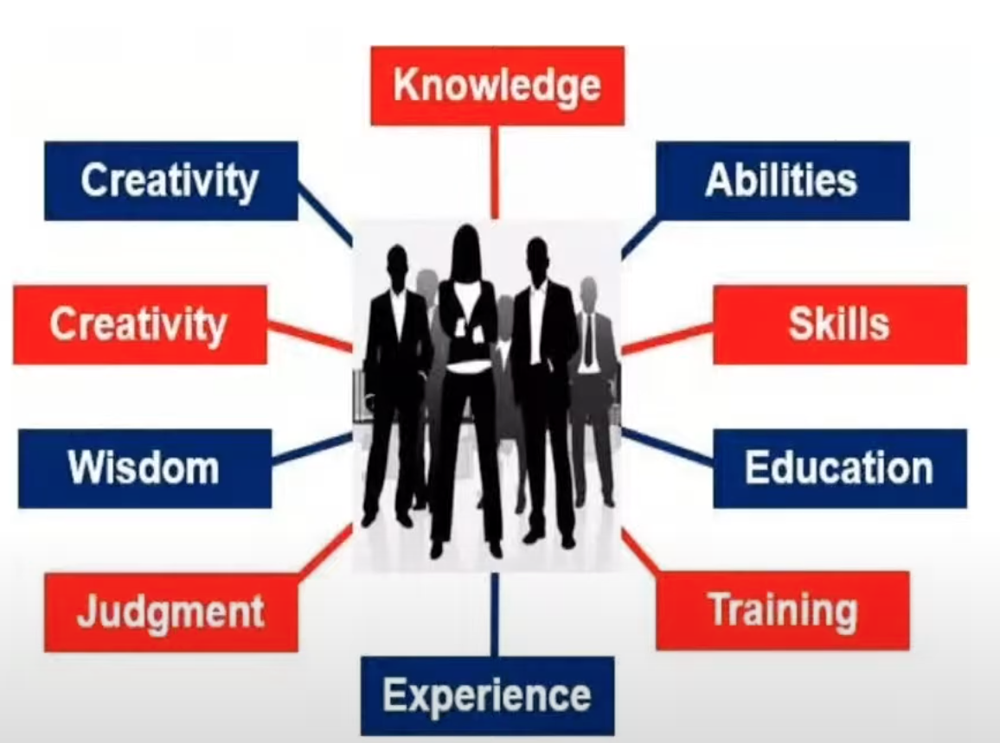 Knowledge
Creativity
Abilities
Creativity
Skills
Wisdom
Education
Judgment
Training
Experience